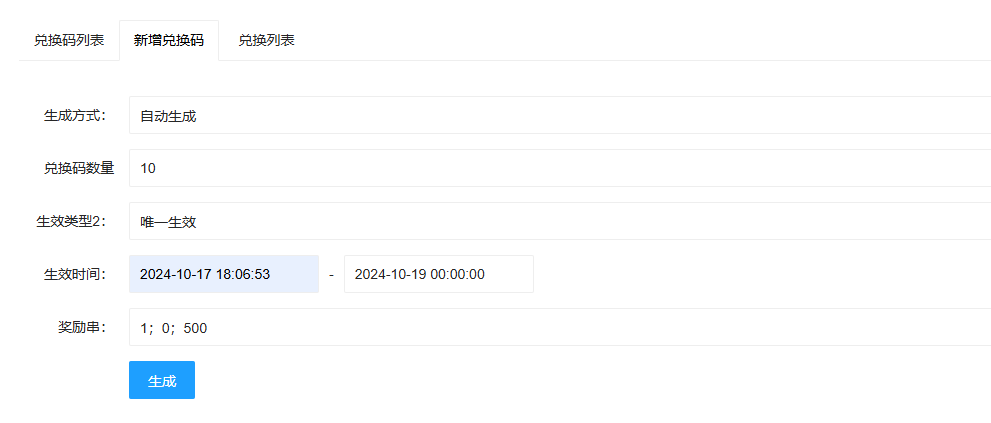 兑换码列表 新增兑换码 兑换列表
生成方式： 自动生成
兑换码数量 10
生效类型2： 唯一生效
生效时间： 2024-10-17 18:06:53 - 2024-10-19 00:00:00
奖励串： 1；0；500
生成